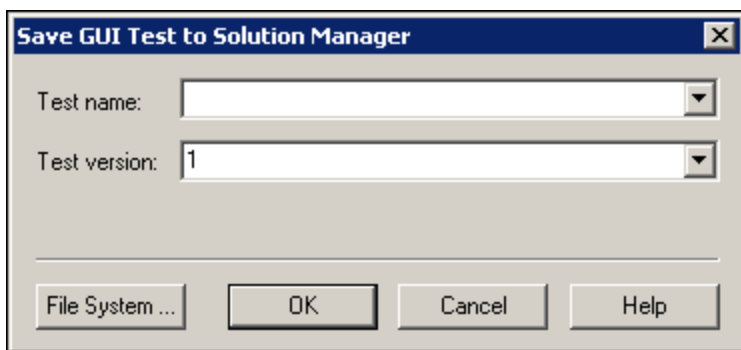 Save GUI Test to Solution Manager
Test name:
Test version: 1
File System ... OK Cancel Help